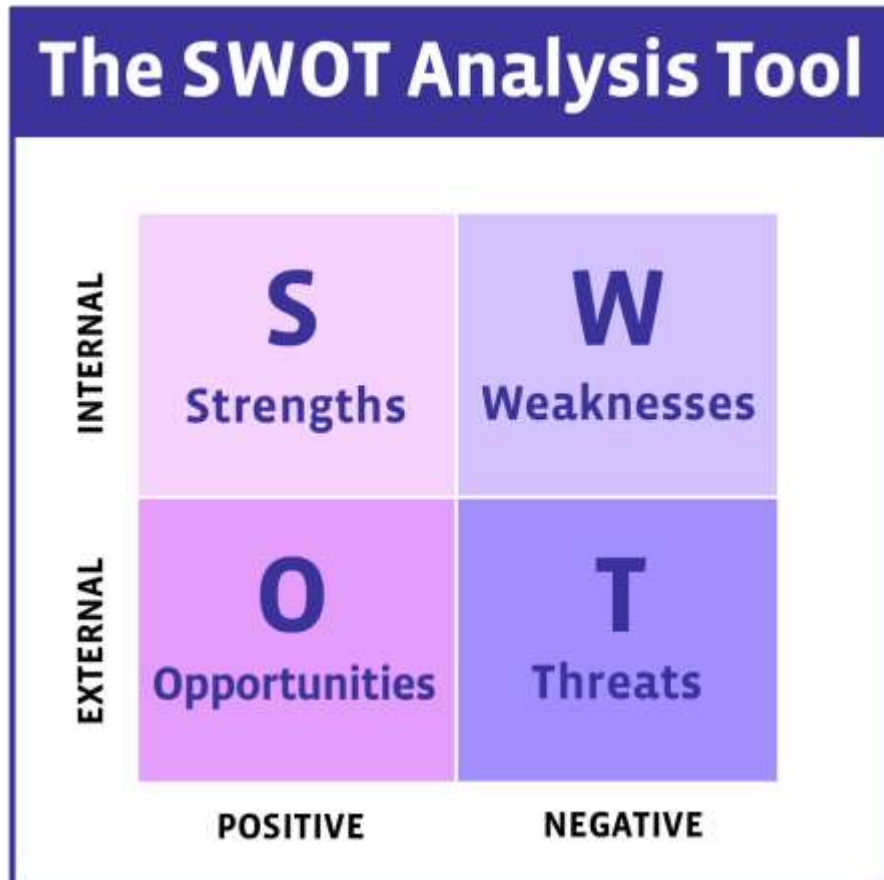 The SWOT Analysis Tool
INTERNAL
S
Strengths
W
Weaknesses
EXTERNAL
O
Opportunities
T
Threats
POSITIVE
NEGATIVE